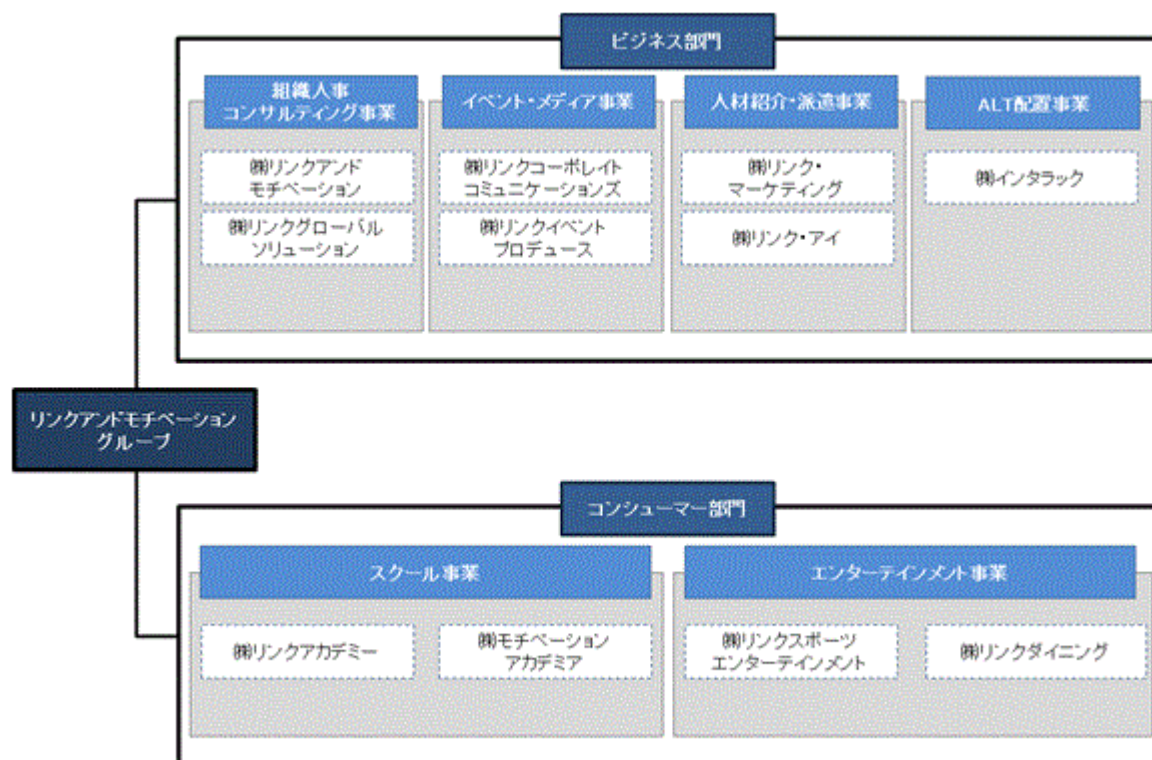 ビジネス部門
組織人事
コンサルティング事業
㈱リンクアンド
モチベーション
㈱リンクグローバル
ソリューション
イベント・メディア事業
㈱リンクコーポレイト
コミュニケーションズ
㈱リンクイベント
プロデュース
人材紹介・派遣事業
㈱リンク・
マーケティング
㈱リンク・アイ
ALT配置事業
㈱インタラック
リンクアンドモチベーション
グループ
コンシューマー部門
スクール事業
㈱リンクアカデミー
㈱モチベーション
アカデミア
エンターテインメント事業
㈱リンクスポーツ
エンターテインメント
㈱リンクダイニング